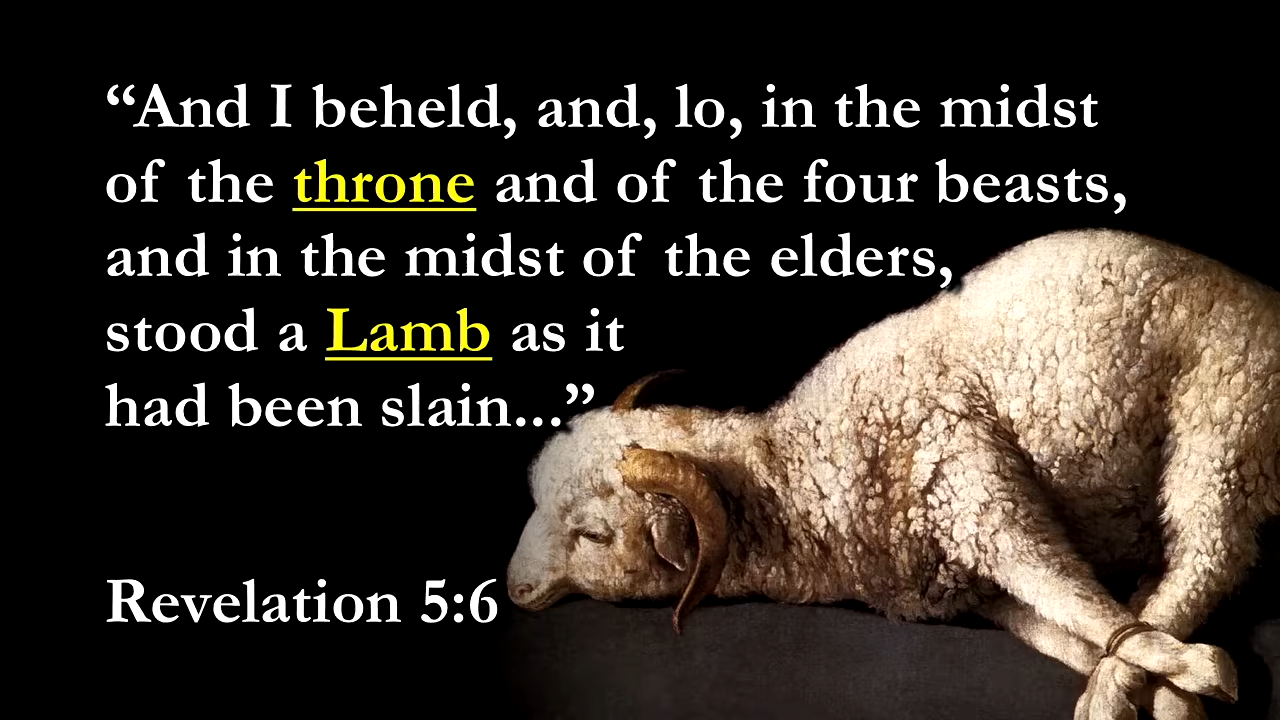 “And I beheld, and, lo, in the midst
of the throne and of the four beasts,
and in the midst of the elders,
stood a Lamb as it
had been slain...”
Revelation 5:6